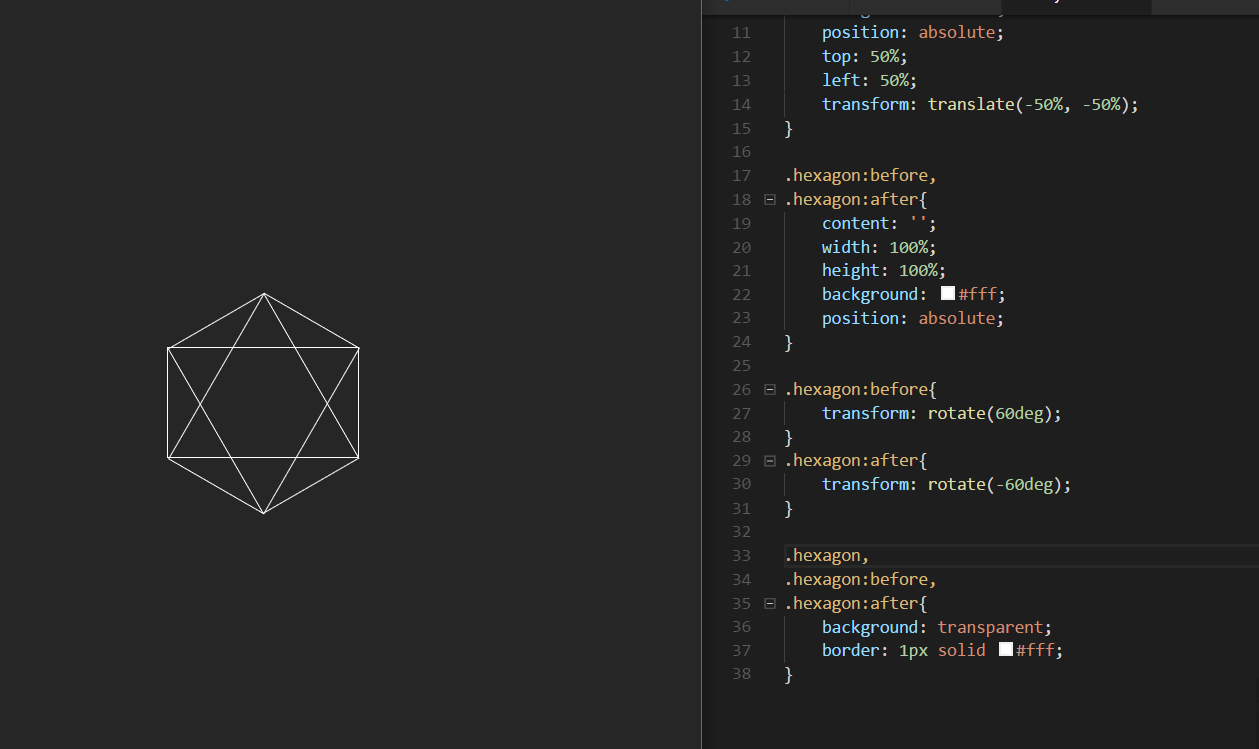 11 position: absolute;
12 top: 50%;
13 left: 50%;
14 transform: translate(-50%, -50%);
15 }
16
17 .hexagon:before,
18 .hexagon:after{
19 content: '';
20 width: 100%;
21 height: 100%;
22 background: #fff;
23 position: absolute;
24 }
25
26 .hexagon:before{
27 transform: rotate(60deg);
28 }
29 .hexagon:after{
30 transform: rotate(-60deg);
31 }
32
33 .hexagon,
34 .hexagon:before,
35 .hexagon:after{
36 background: transparent;
37 border: 1px solid #fff;
38 }